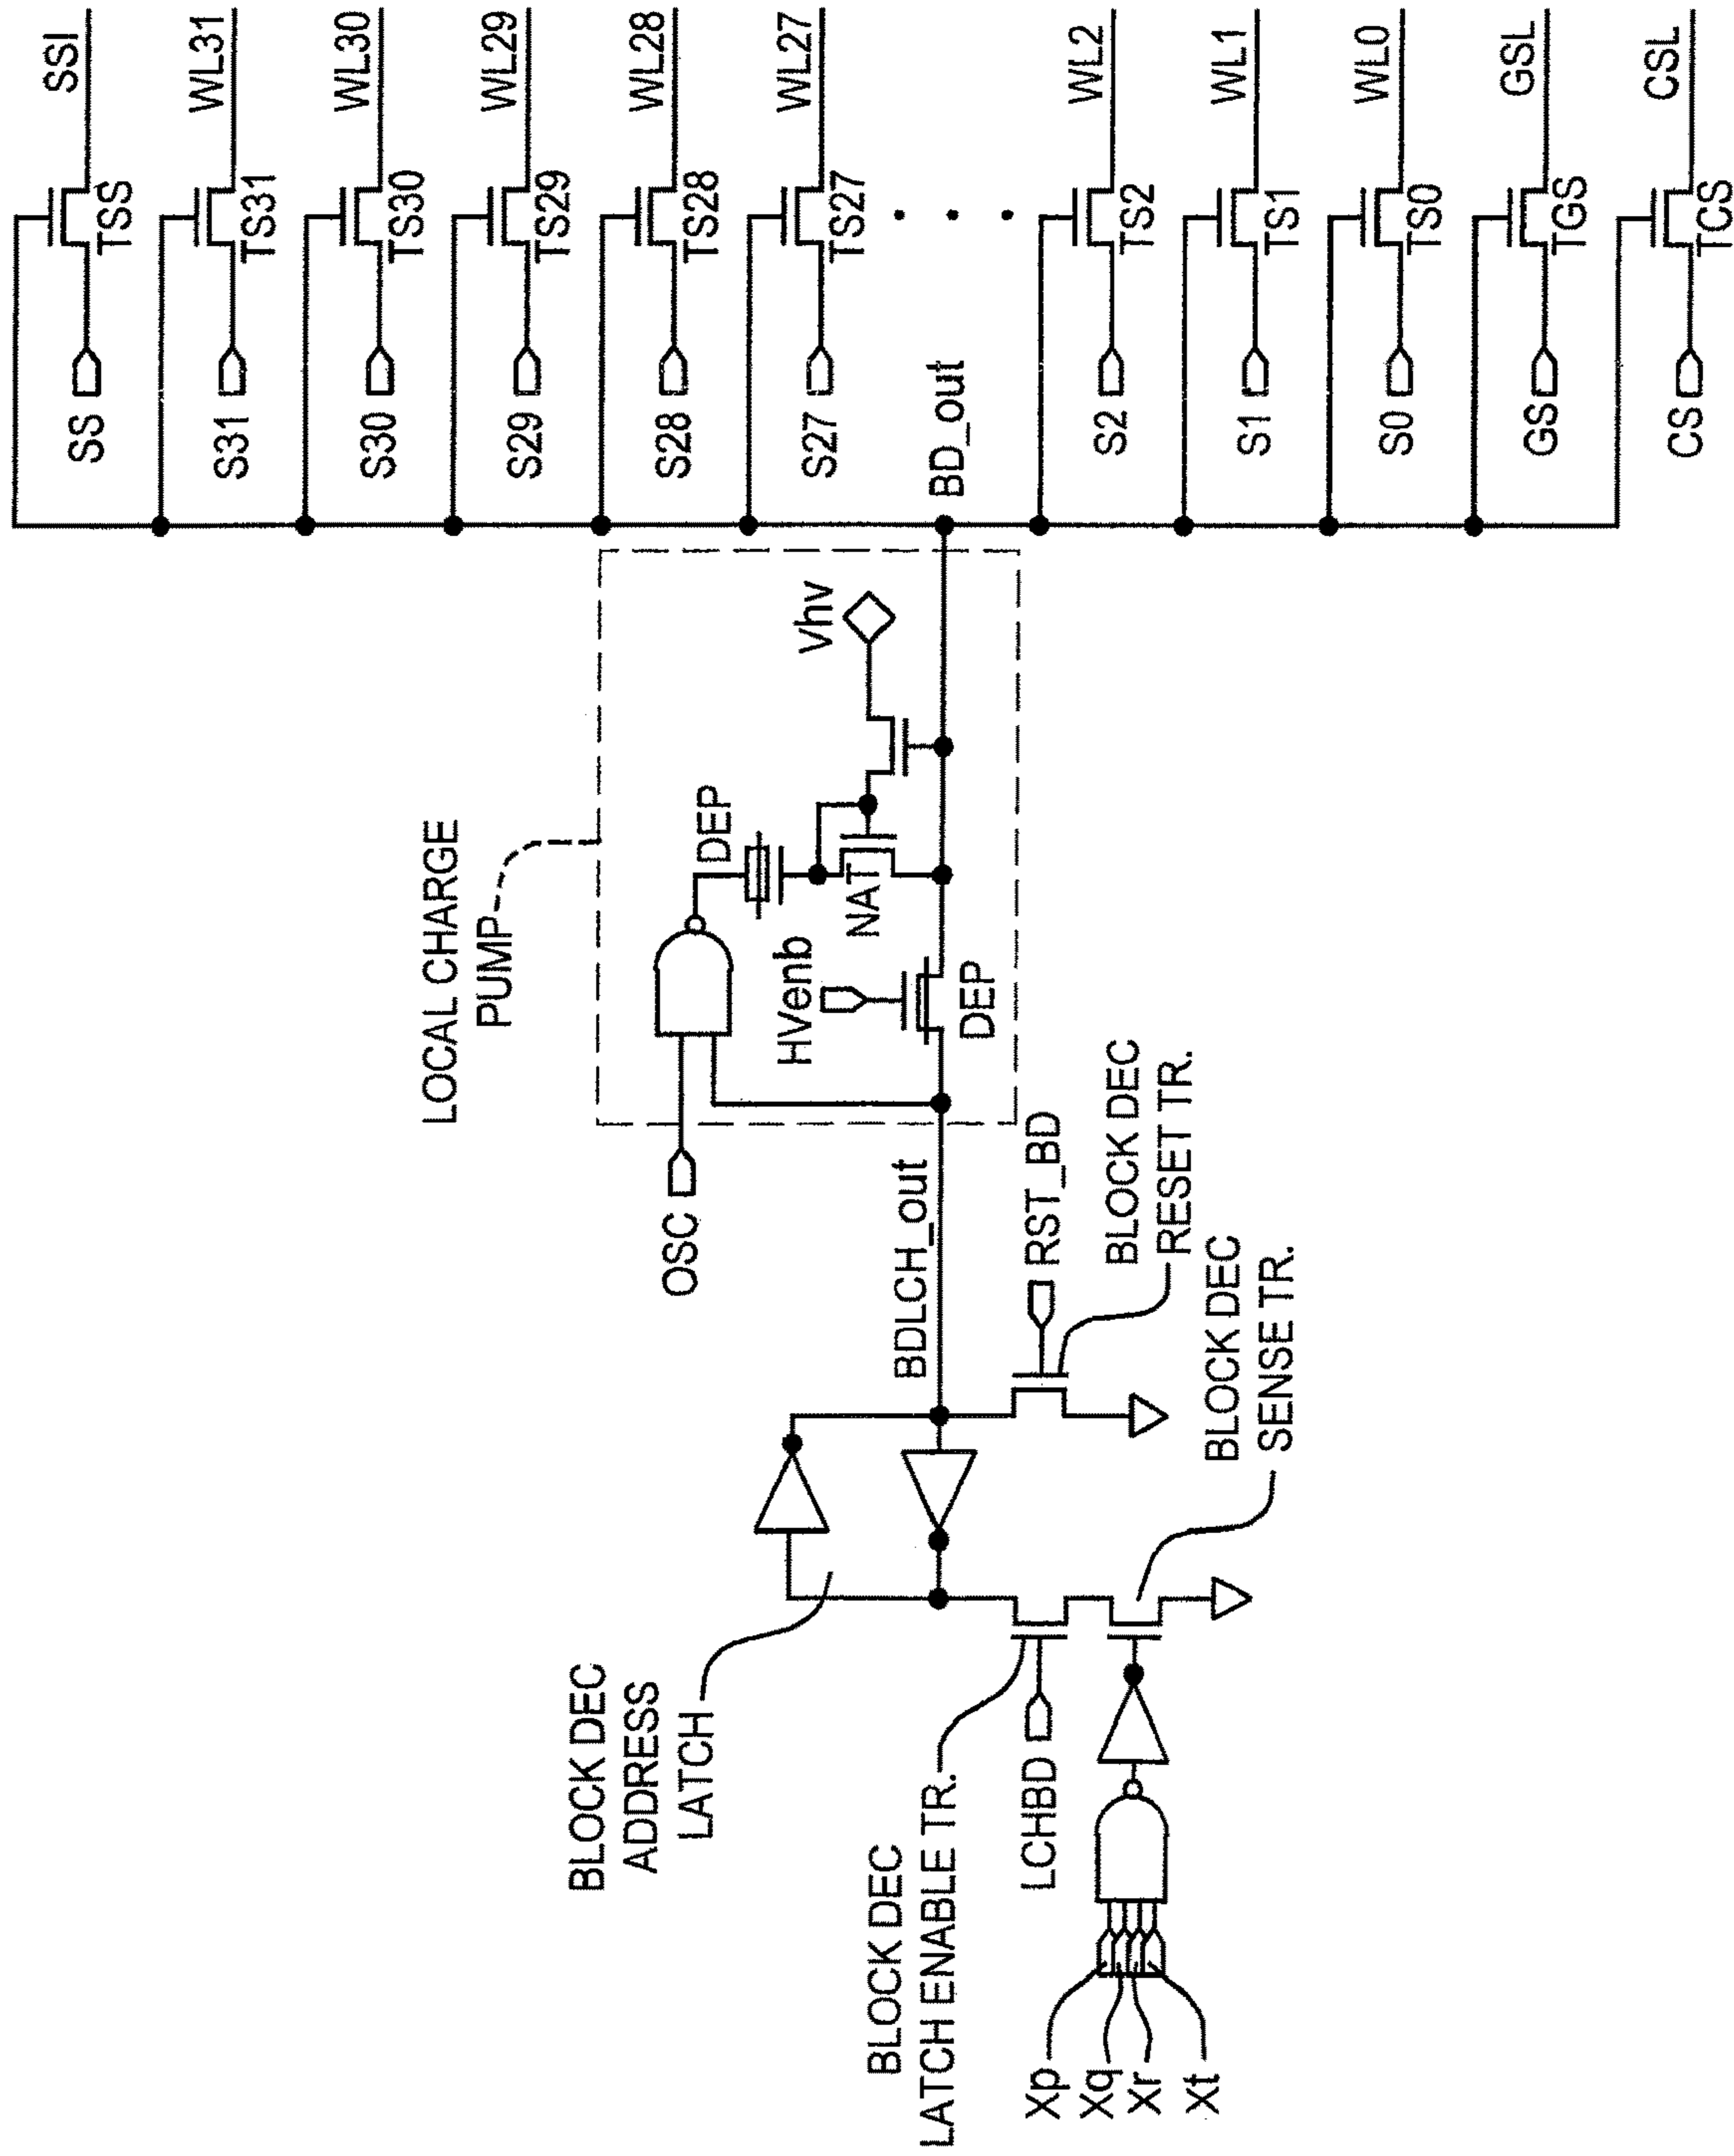 LOCAL CHARGE
PUMP
OSC
DEP
HVenb
NAT
DEP
Vhv
BLOCK DEC
ADDRESS
LATCH
BLOCK DEC
LATCH ENABLE TR.
LCHBD
Xp
Xq
Xr
Xt
BDLCH_out
RST_BD
BLOCK DEC
RESET TR.
BLOCK DEC
SENSE TR.
BD_out
SS
TSS
SSl
S31
TS31
WL31
S30
TS30
WL30
S29
TS29
WL29
S28
TS28
WL28
S27
TS27
WL27
S2
TS2
WL2
S1
TS1
WL1
S0
TS0
WL0
GS
TGS
GSL
CS
TCS
CSL